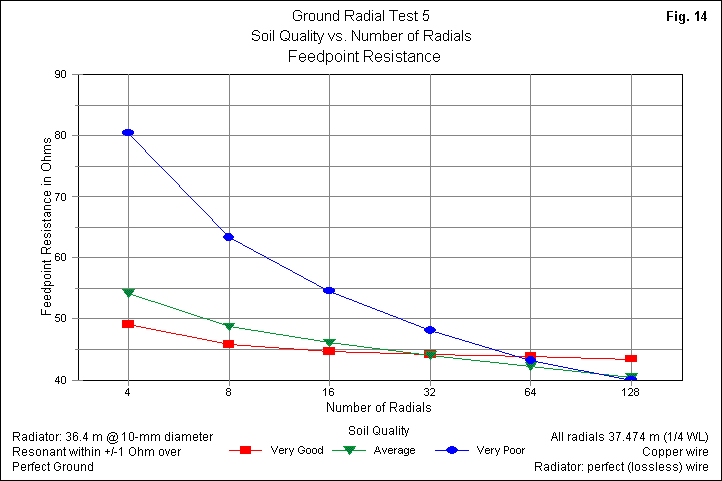 Ground Radial Test 5
Fig. 14
Soil Quality vs. Number of Radials
Feedpoint Resistance
Feedpoint Resistance in Ohms
90
80
70
60
50
40
4 8 16 32 64 128
Number of Radials
Soil Quality
Very Good Average Very Poor
Radiator: 36.4 m @ 10-mm diameter
Resonant within +/-1 Ohm over
Perfect Ground
All radials 37.474 m (1/4 WL)
Copper wire
Radiator: perfect (lossless) wire